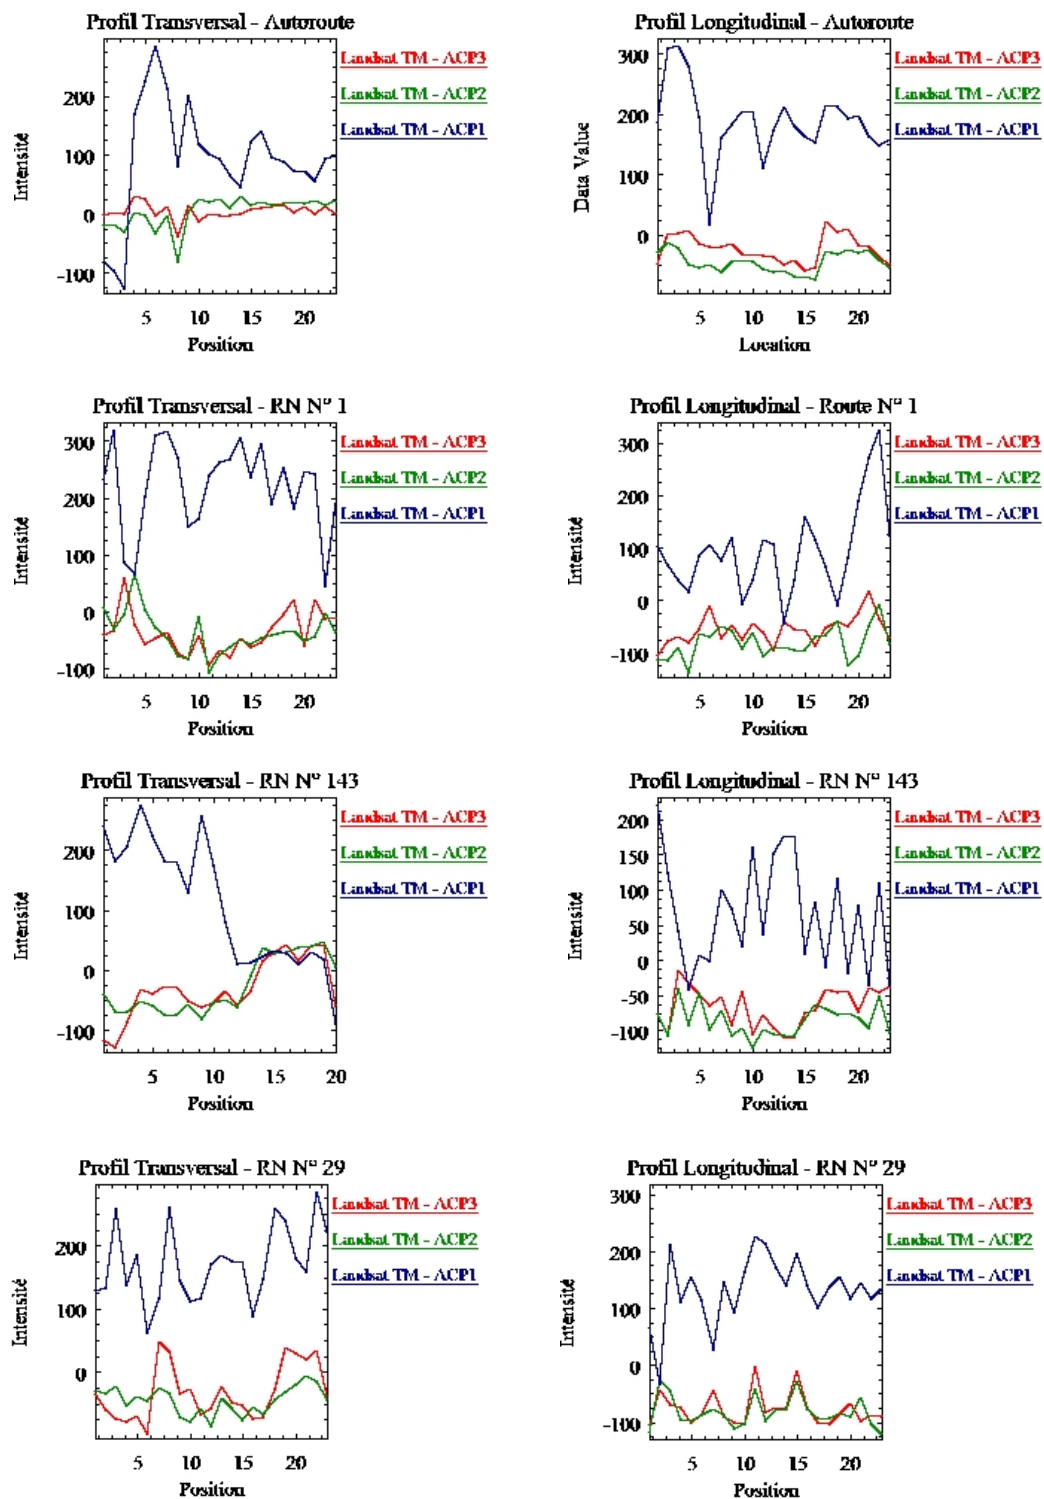 Profil Transversal - Autoroute
Landsat TM - ACP3
Landsat TM - ACP2
Landsat TM - ACP1
Intensité
200
100
0
-100
5 10 15 20
Position
Profil Longitudinal - Autoroute
Landsat TM - ACP3
Landsat TM - ACP2
Landsat TM - ACP1
Data Value
300
200
100
0
5 10 15 20
Location
Profil Transversal - RN Nº 1
Landsat TM - ACP3
Landsat TM - ACP2
Landsat TM - ACP1
Intensité
300
200
100
0
-100
5 10 15 20
Position
Profil Longitudinal - Route Nº 1
Landsat TM - ACP3
Landsat TM - ACP2
Landsat TM - ACP1
Intensité
300
200
100
0
-100
5 10 15 20
Position
Profil Transversal - RN Nº 143
Landsat TM - ACP3
Landsat TM - ACP2
Landsat TM - ACP1
Intensité
200
100
0
-100
5 10 15 20
Position
Profil Longitudinal - RN Nº 143
Landsat TM - ACP3
Landsat TM - ACP2
Landsat TM - ACP1
Intensité
200
150
100
50
0
-50
-100
5 10 15 20
Position
Profil Transversal - RN Nº 29
Landsat TM - ACP3
Landsat TM - ACP2
Landsat TM - ACP1
Intensité
200
100
0
5 10 15 20
Position
Profil Longitudinal - RN Nº 29
Landsat TM - ACP3
Landsat TM - ACP2
Landsat TM - ACP1
Intensité
300
200
100
0
-100
5 10 15 20
Position